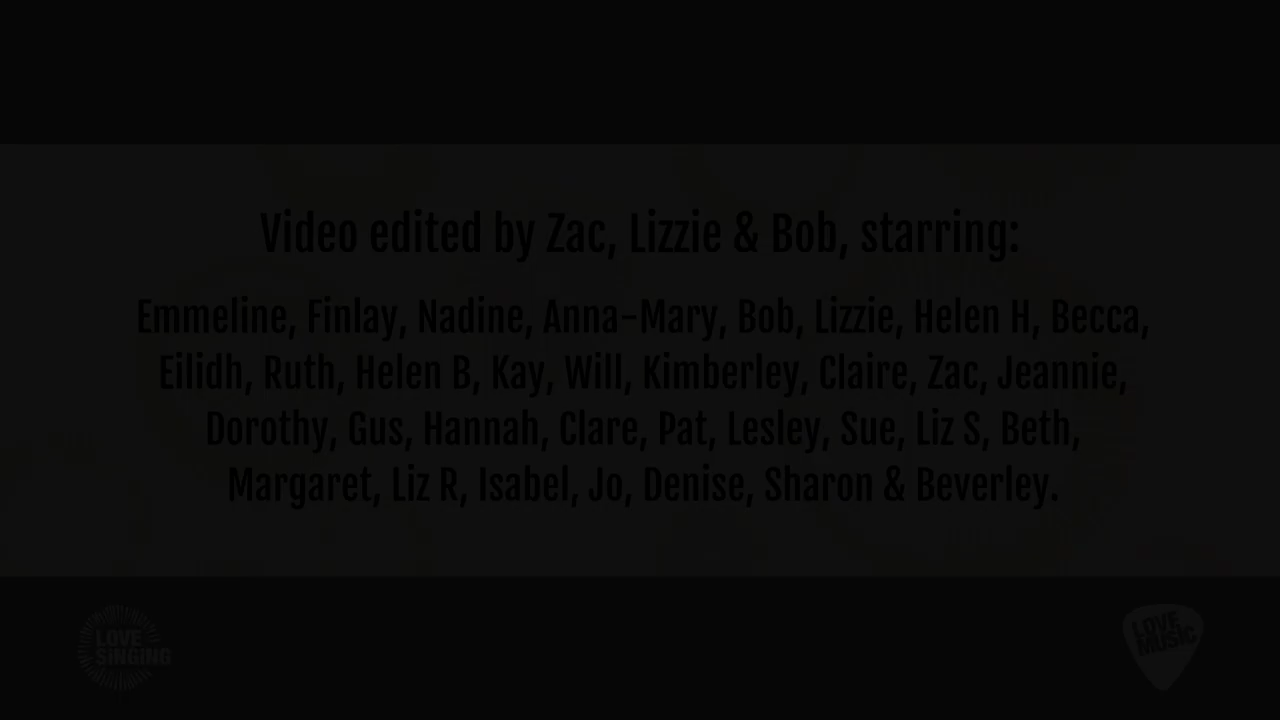 Video edited by Zac, Lizzie & Bob, starring:
Emmeline, Finlay, Nadine, Anna-Mary, Bob, Lizzie, Helen H, Becca,
Eilidh, Ruth, Helen B, Kay, Will, Kimberley, Claire, Zac, Jeannie,
Dorothy, Gus, Hannah, Clare, Pat, Lesley, Sue, Liz S, Beth,
Margaret, Liz R, Isabel, Jo, Denise, Sharon & Beverley.
LOVE
SiNGiNG
LOVE
MUSiC